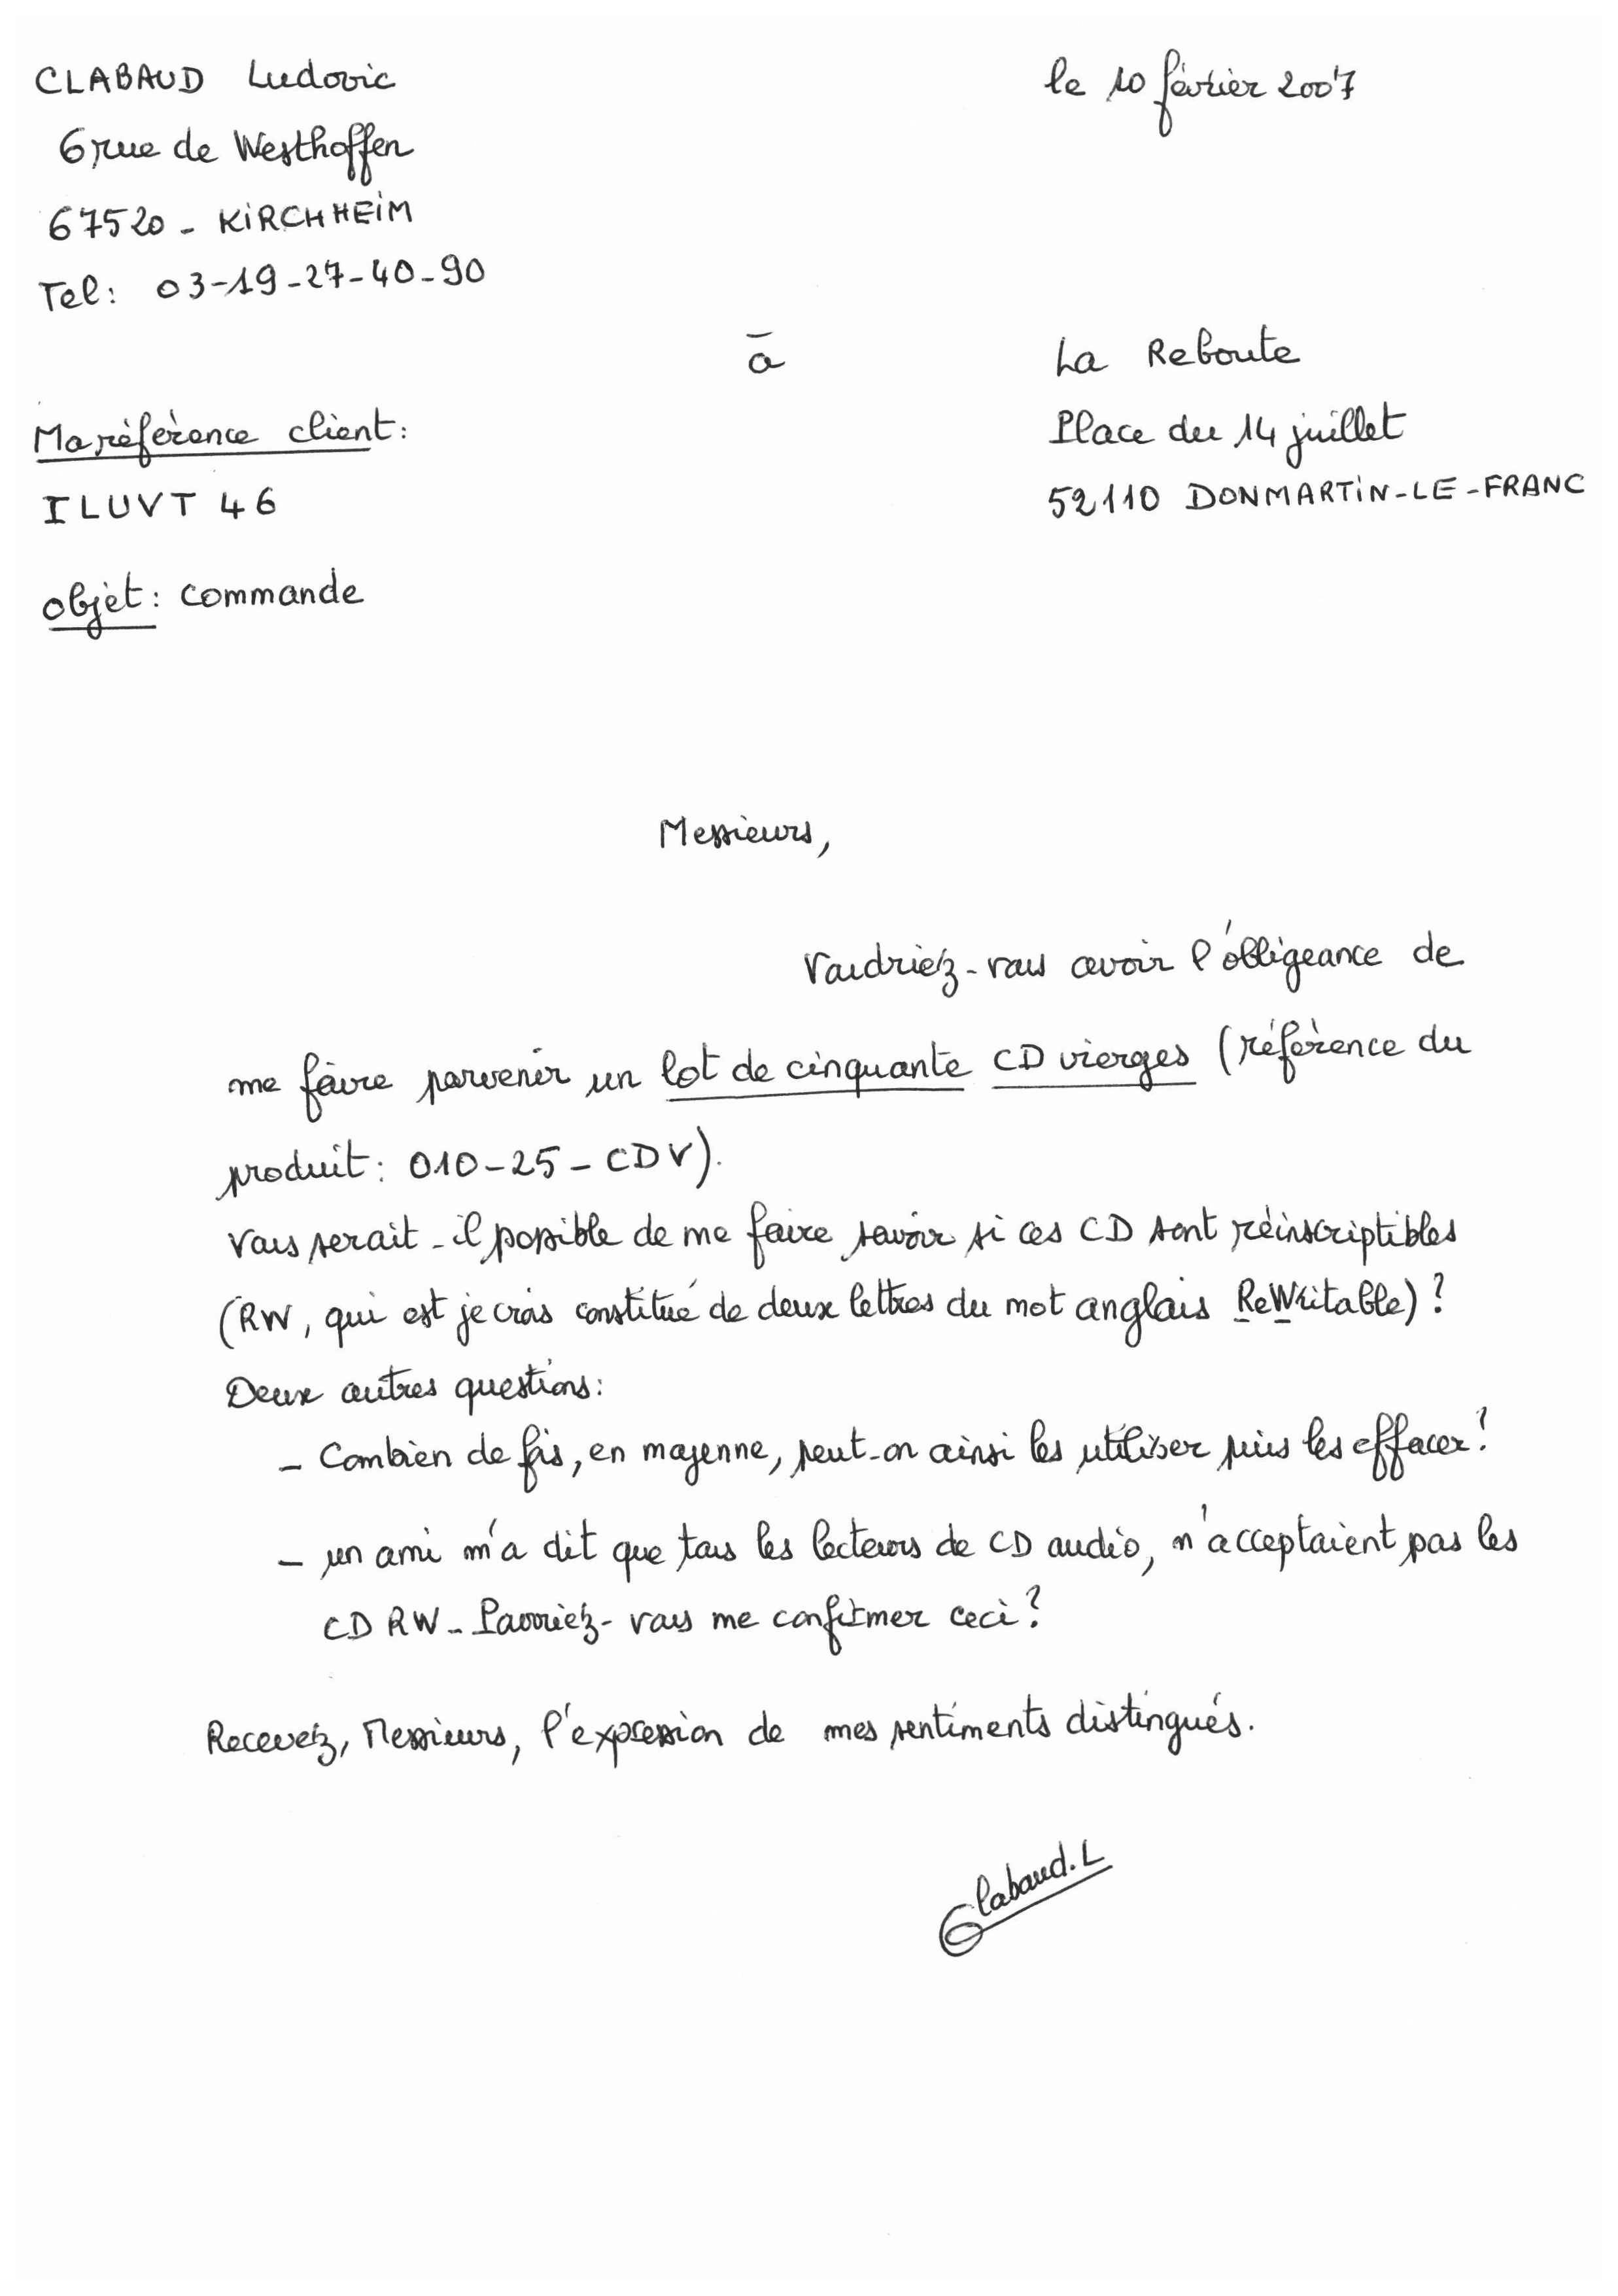 CLABAUD Ludovic
le 10 février 2007
6 rue de Westhoffen
67520 - KIRCHHEIM
Tel: 03-19-27-40-90
à
La Reboute
Place du 14 juillet
52110 DONMARTIN-LE-FRANC
Ma référence client:
ILUVT 46
objet: commande
Messieurs,
Voudriez-vous avoir l'obligeance de
me faire parvenir un lot de cinquante CD vierges (référence du
produit: 010-25-CDV).
Vous serait-il possible de me faire savoir si ces CD sont réinscriptibles
(RW, qui est je crois constitué de deux lettres du mot anglais ReWritable)?
Deux autres questions:
- Combien de fois, en moyenne, peut-on ainsi les utiliser puis les effacer?
- un ami m'a dit que tous les lecteurs de CD audio, n'acceptaient pas les
CD RW - Pourriez-vous me confirmer ceci?
Recevez, Messieurs, l'expression de mes sentiments distingués.
Clabaud.L